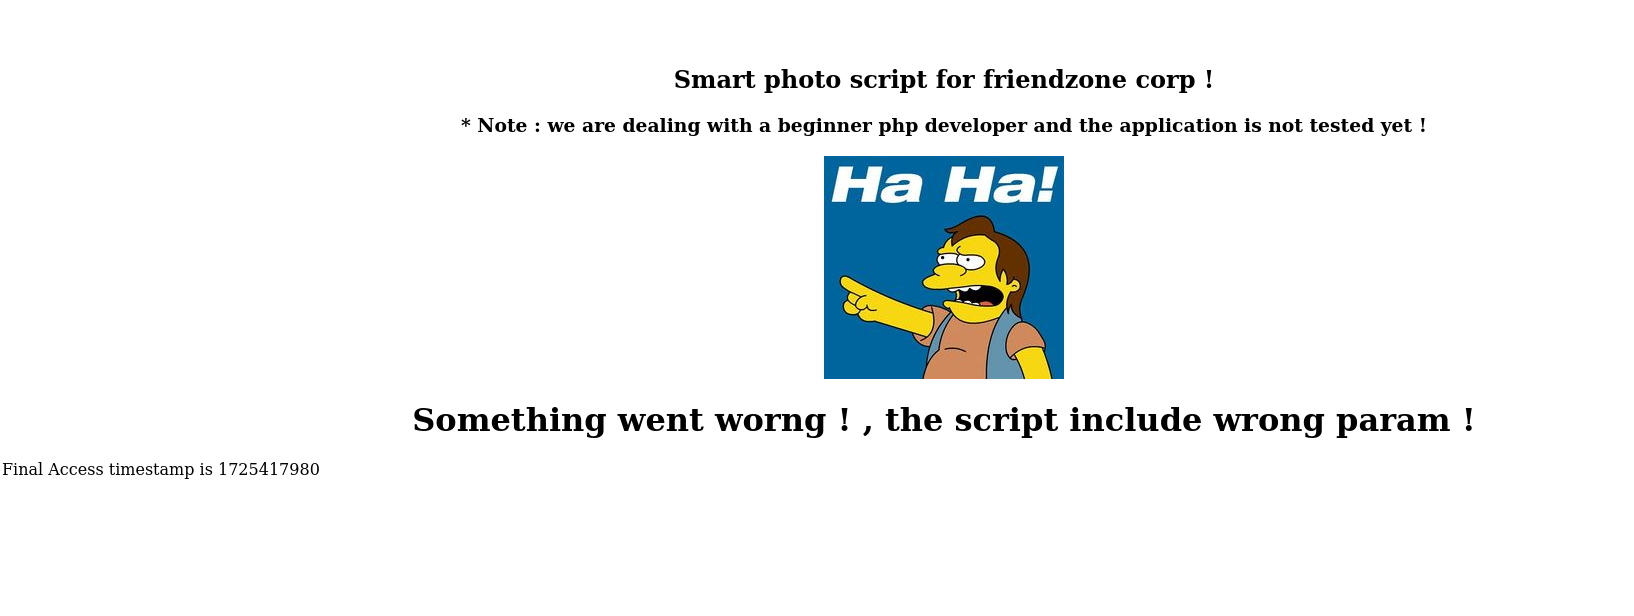 Smart photo script for friendzone corp !
* Note : we are dealing with a beginner php developer and the application is not tested yet !
Ha Ha!
Something went worng ! , the script include wrong param !
Final Access timestamp is 1725417980